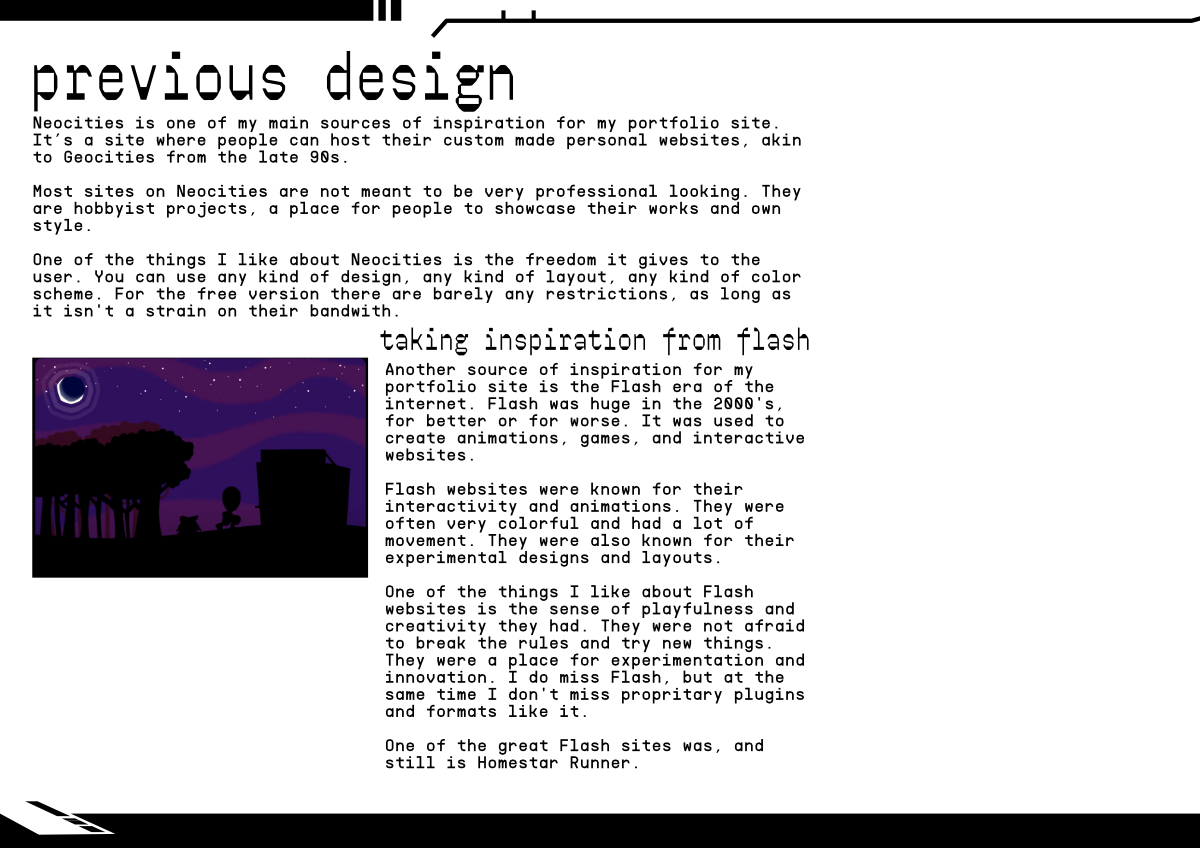 previous design
Neocities is one of my main sources of inspiration for my portfolio site.
It's a site where people can host their custom made personal websites, akin
to Geocities from the late 90s.
Most sites on Neocities are not meant to be very professional looking. They
are hobbyist projects, a place for people to showcase their works and own
style.
One of the things I like about Neocities is the freedom it gives to the
user. You can use any kind of design, any kind of layout, any kind of color
scheme. For the free version there are barely any restrictions, as long as
it isn't a strain on their bandwith.
taking inspiration from flash
Another source of inspiration for my
portfolio site is the Flash era of the
internet. Flash was huge in the 2000's,
for better or for worse. It was used to
create animations, games, and interactive
websites.
Flash websites were known for their
interactivity and animations. They were
often very colorful and had a lot of
movement. They were also known for their
experimental designs and layouts.
One of the things I like about Flash
websites is the sense of playfulness and
creativity they had. They were not afraid
to break the rules and try new things.
They were a place for experimentation and
innovation. I do miss Flash, but at the
same time I don't miss propritary plugins
and formats like it.
One of the great Flash sites was, and
still is Homestar Runner.